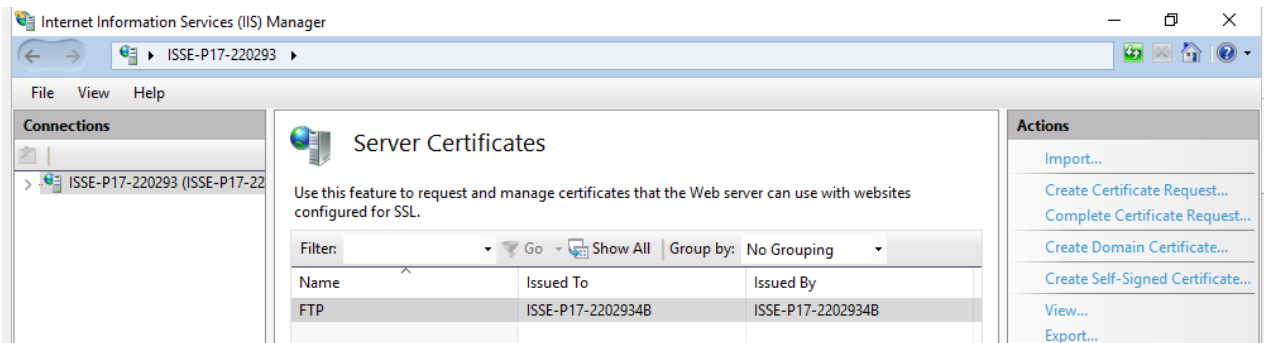 Internet Information Services (IIS) Manager
ISSE-P17-220293
File View Help
Connections
ISSE-P17-220293 (ISSE-P17-22
Server Certificates
Use this feature to request and manage certificates that the Web server can use with websites
configured for SSL.
Filter: Go Show All Group by: No Grouping
Name Issued To Issued By
FTP ISSE-P17-2202934B ISSE-P17-2202934B
Actions
Import...
Create Certificate Request...
Complete Certificate Request...
Create Domain Certificate...
Create Self-Signed Certificate...
View...
Export...